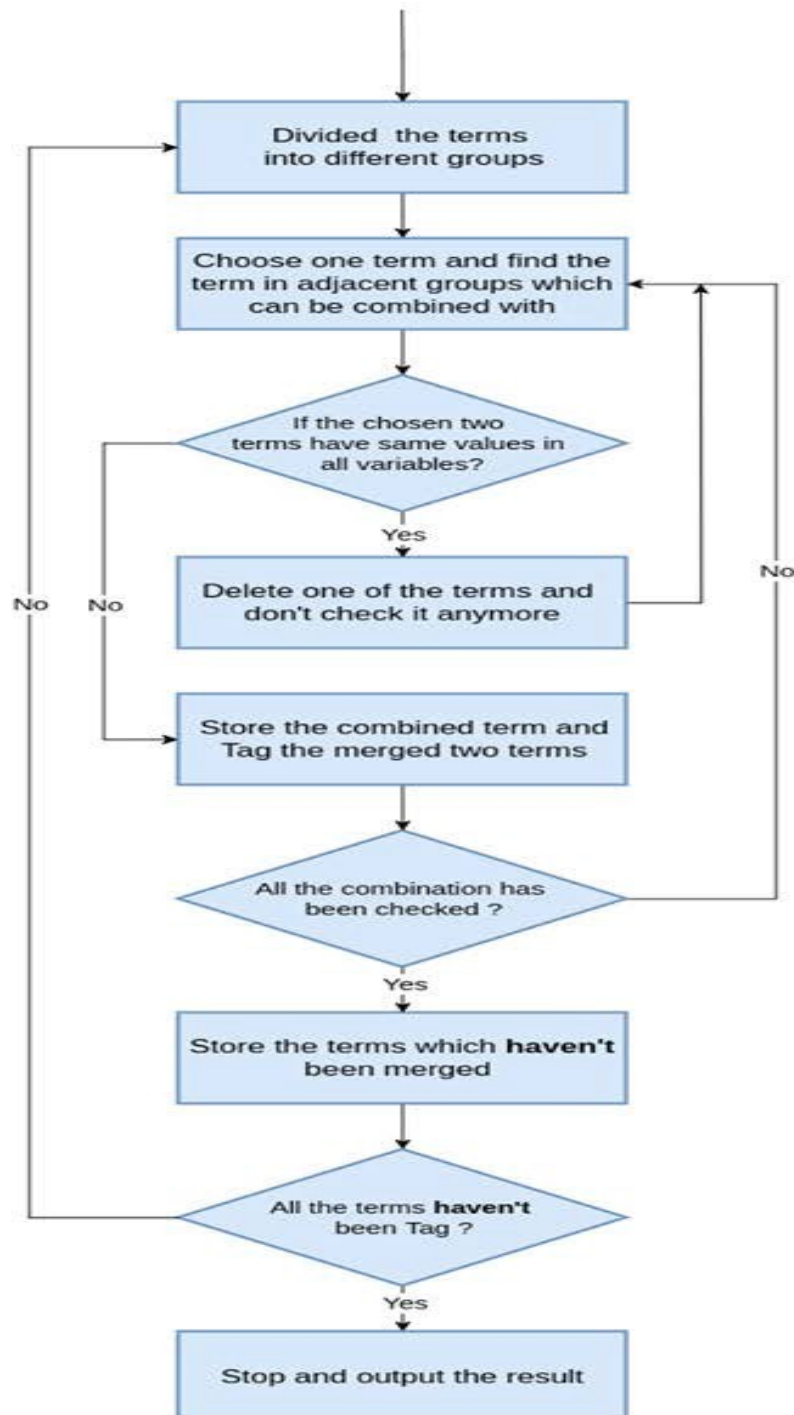 Divided the terms
into different groups
Choose one term and find the
term in adjacent groups which
can be combined with
If the chosen two
terms have same values in
all variables?
Yes
Delete one of the terms and
don't check it anymore
No
No
No
Store the combined term and
Tag the merged two terms
All the combination has
been checked ?
Yes
Store the terms which haven't
been merged
All the terms haven't
been Tag ?
Yes
Stop and output the result